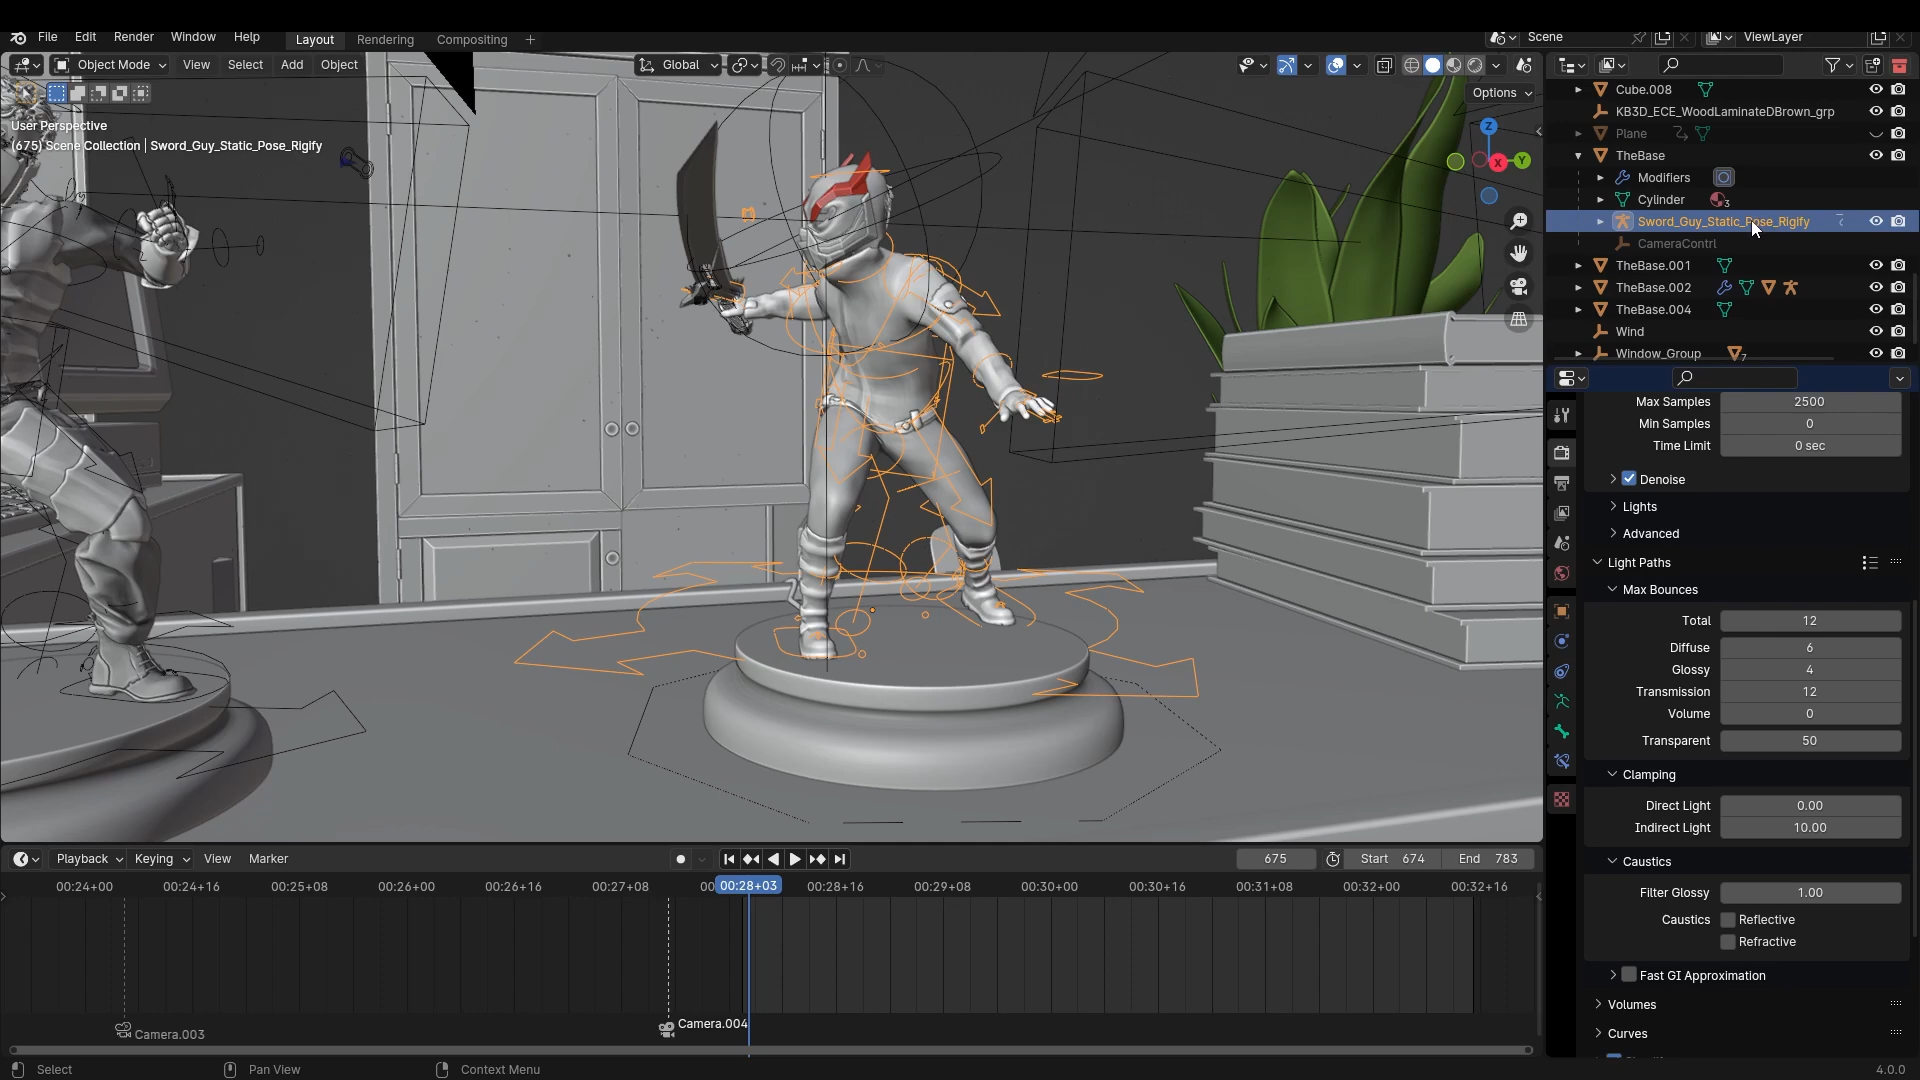 File Edit Render Window Help Layout Rendering Compositing + Scene ViewLayer
Object Mode View Select Add Object Global
Options
User Perspective
(675) Scene Collection | Sword_Guy_Static_Pose_Rigify
Z
X
Y
Cube.008
KB3D_ECE_WoodLaminateDBrown_grp
Plane
TheBase
Modifiers
Cylinder 3
Sword_Guy_Static_Pose_Rigify
CameraContrl
TheBase.001
TheBase.002
TheBase.004
Wind
Window_Group 7
Max Samples 2500
Min Samples 0
Time Limit 0 sec
Denoise
Lights
Advanced
Light Paths
Max Bounces
Total 12
Diffuse 6
Glossy 4
Transmission 12
Volume 0
Transparent 50
Clamping
Direct Light 0.00
Indirect Light 10.00
Caustics
Filter Glossy 1.00
Caustics Reflective
Refractive
Fast GI Approximation
Volumes
Curves
Playback Keying View Marker 675 Start 674 End 783
00:24+00 00:24+16 00:25+08 00:26+00 00:26+16 00:27+08 00 00:28+03 00:28+16 00:29+08 00:30+00 00:30+16 00:31+08 00:32+00 00:32+16
Camera.003 Camera.004
Select Pan View Context Menu 4.0.0